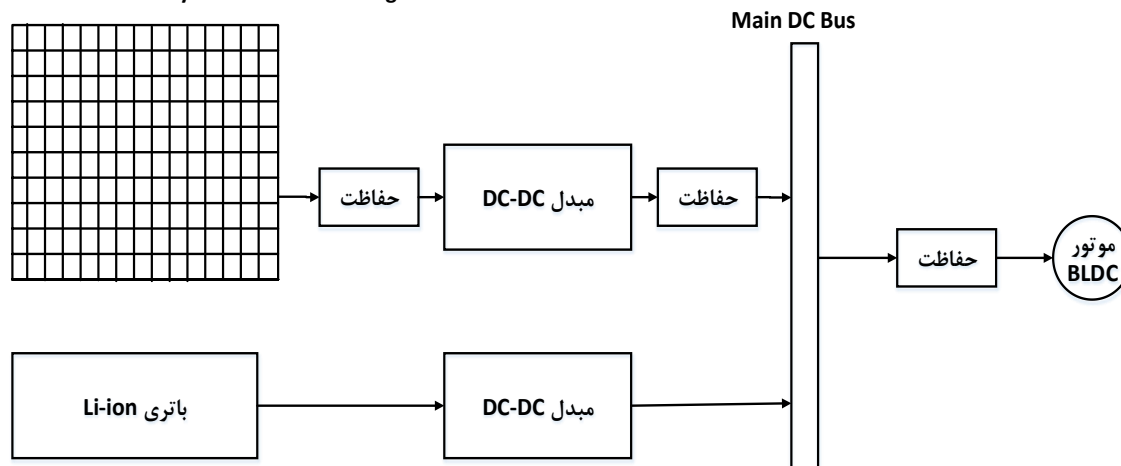 Main DC Bus
حفاظت
مبدل DC-DC
حفاظت
حفاظت
موتور
BLDC
باتری Li-ion
مبدل DC-DC